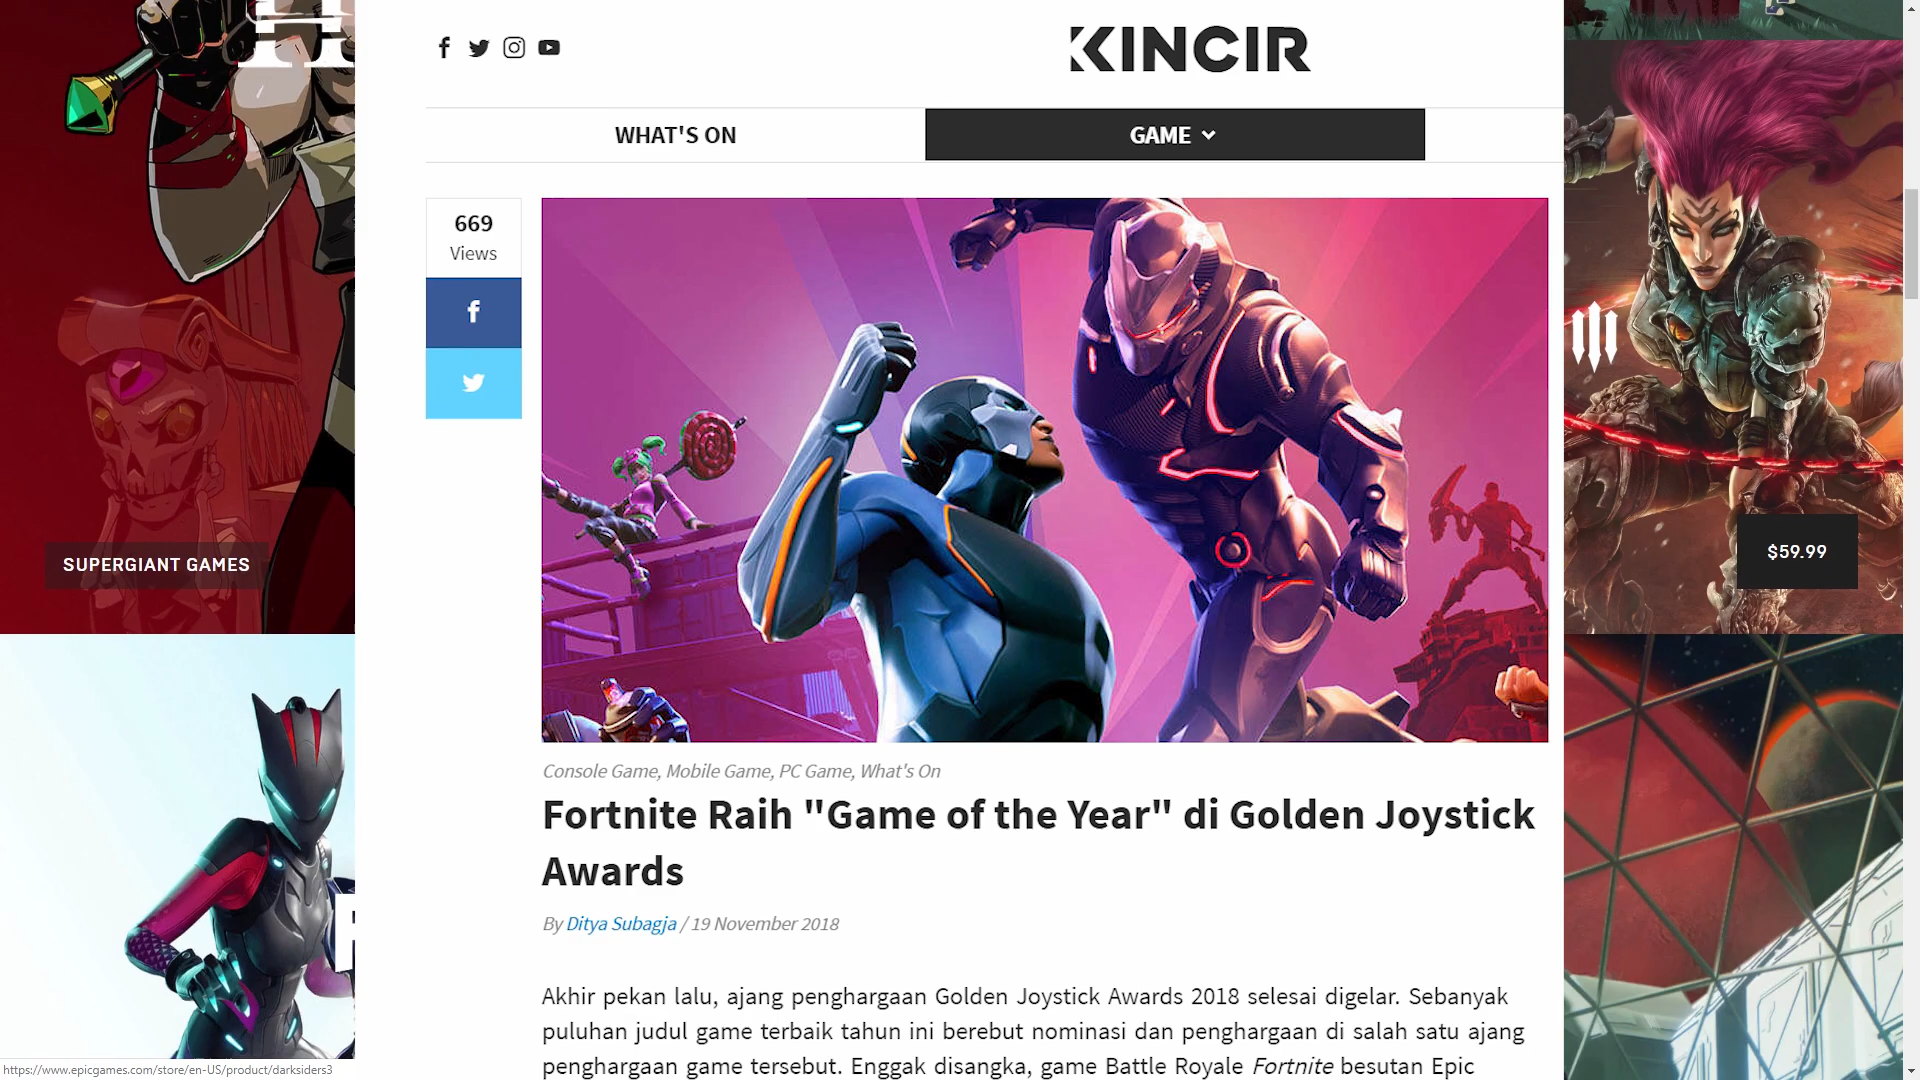 KINCIR
WHAT'S ON
GAME
669
Views
SUPERGIANT GAMES
$59.99
Console Game, Mobile Game, PC Game, What's On
Fortnite Raih "Game of the Year" di Golden Joystick
Awards
By Ditya Subagja / 19 November 2018
Akhir pekan lalu, ajang penghargaan Golden Joystick Awards 2018 selesai digelar. Sebanyak
puluhan judul game terbaik tahun ini berebut nominasi dan penghargaan di salah satu ajang
penghargaan game tersebut. Enggak disangka, game Battle Royale Fortnite besutan Epic
https://www.epicgames.com/store/en-US/product/darksiders3